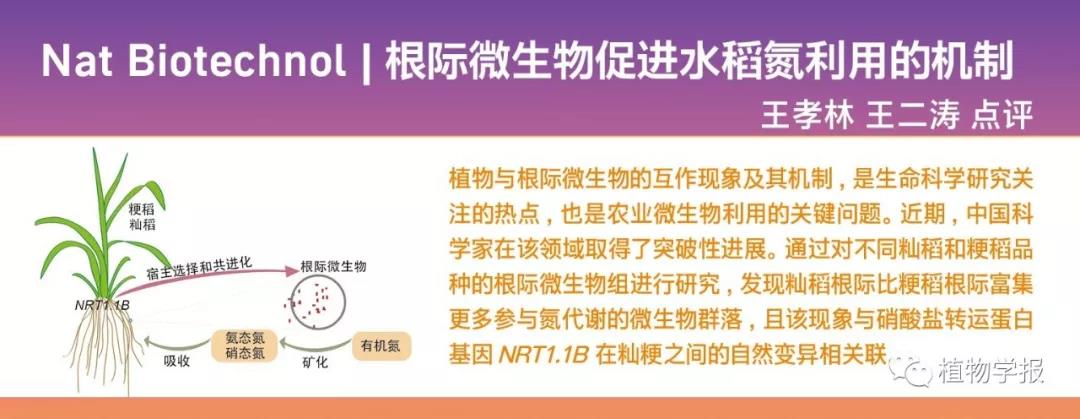 Nat Biotechnol | 根际微生物促进水稻氮利用的机制
王孝林 王二涛 点评
粳稻
籼稻
宿主选择和共进化
根际微生物
NRT1.1B
吸收
氨态氮
硝态氮
矿化
有机氮
植物与根际微生物的互作现象及其机制，是生命科学研究关
注的热点，也是农业微生物利用的关键问题。近期，中国科
学家在该领域取得了突破性进展。通过对不同籼稻和粳稻品
种的根际微生物组进行研究，发现籼稻根际比粳稻根际富集
更多参与氮代谢的微生物群落，且该现象与硝酸盐转运蛋白
基因 NRT1.1B 在籼粳之间的自然变异相关联
植物学报